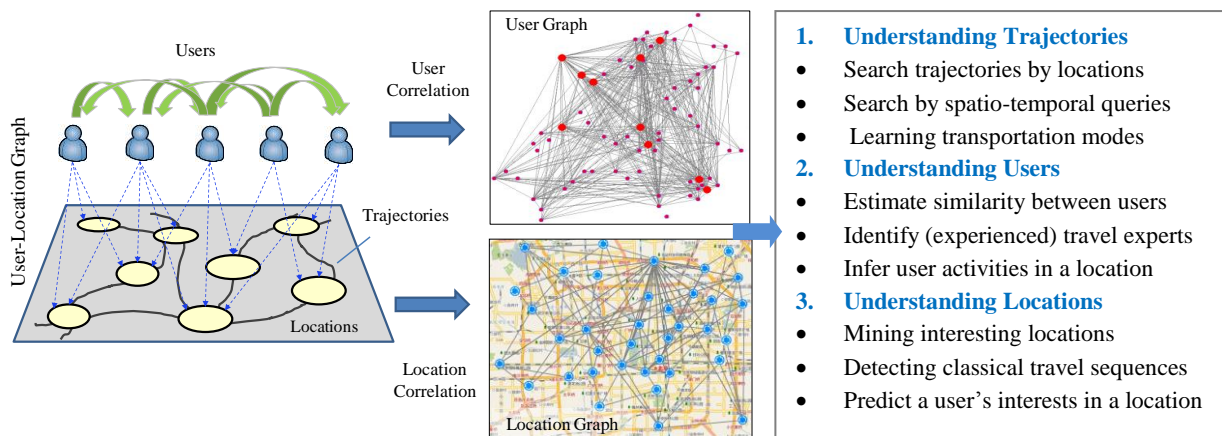 Users
User-Location Graph
Trajectories
Locations
User
Correlation
Location
Correlation
User Graph
Location Graph
1. Understanding Trajectories
• Search trajectories by locations
• Search by spatio-temporal queries
• Learning transportation modes
2. Understanding Users
• Estimate similarity between users
• Identify (experienced) travel experts
• Infer user activities in a location
3. Understanding Locations
• Mining interesting locations
• Detecting classical travel sequences
• Predict a user’s interests in a location